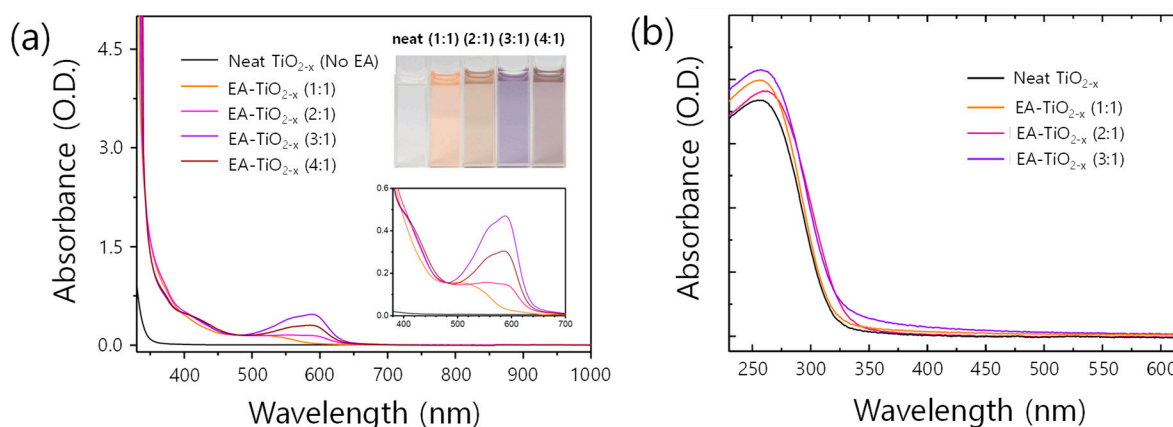 (a)
Absorbance (O.D.)
4.5
3.0
1.5
0.0
Neat TiO2-x (No EA)
EA-TiO2-x (1:1)
EA-TiO2-x (2:1)
EA-TiO2-x (3:1)
EA-TiO2-x (4:1)
neat (1:1) (2:1) (3:1) (4:1)
0.6
0.4
0.2
0.0
400 500 600 700
400 500 600 700 800 900 1000
Wavelength (nm)
(b)
Absorbance (O.D.)
Neat TiO2-x
EA-TiO2-x (1:1)
EA-TiO2-x (2:1)
EA-TiO2-x (3:1)
250 300 350 400 450 500 550 600
Wavelength (nm)